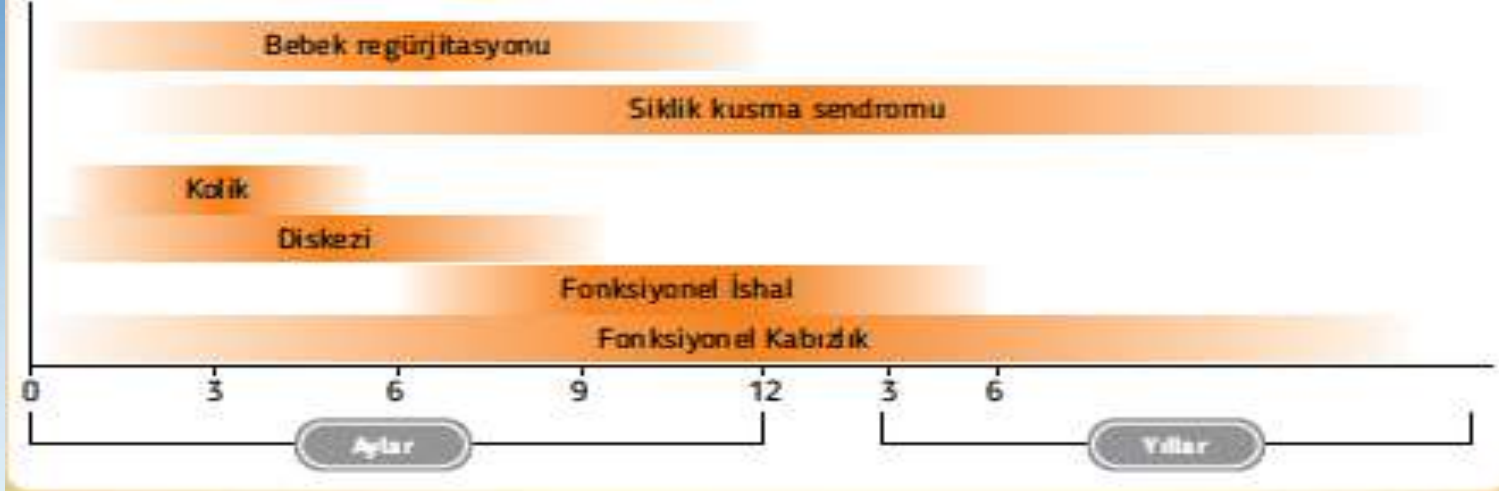 Bebek regürjitasyonu
Siklik kusma sendromu
Kolik
Diskezi
Fonksiyonel İshal
Fonksiyonel Kabızlık
0 3 6 9 12 3 6
Aylar Yıllar